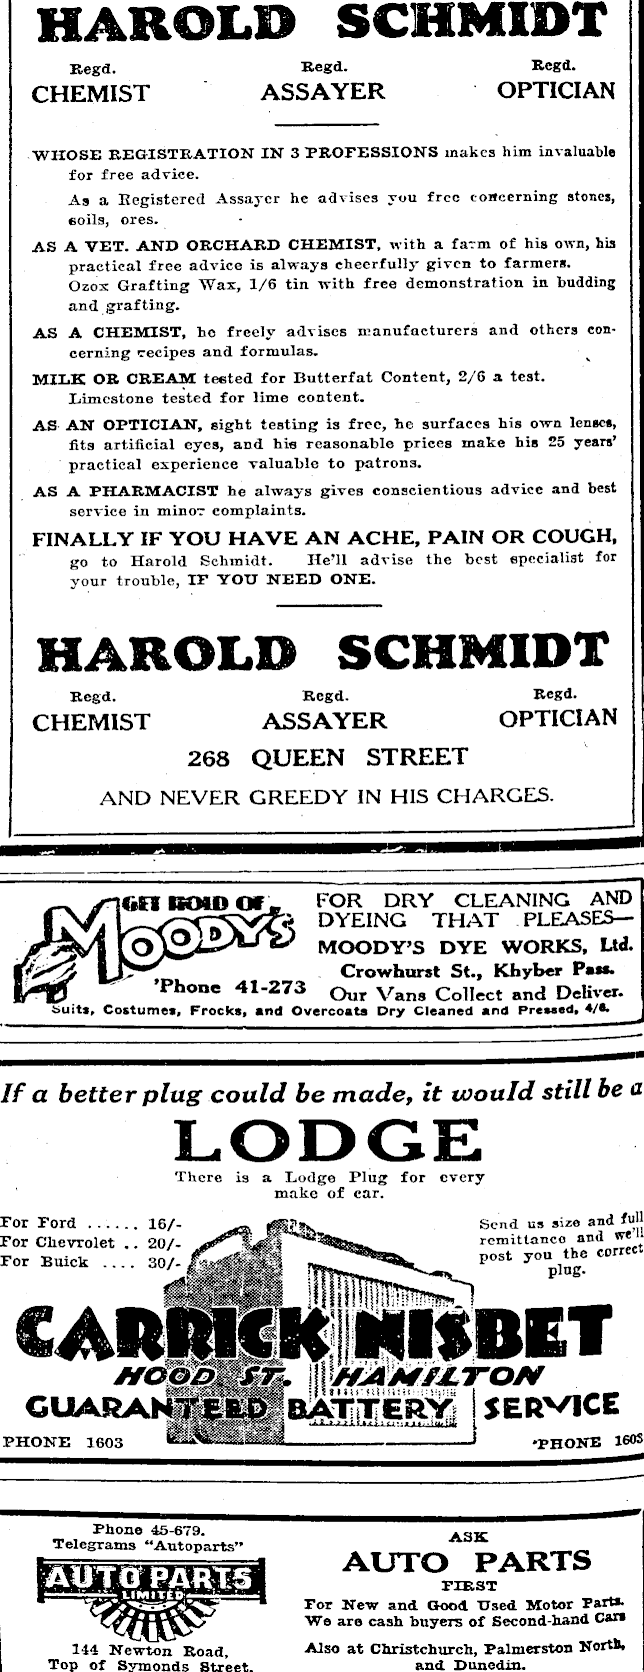 HAROLD SCHMIDT
Regd. Regd. Regd.
CHEMIST ASSAYER OPTICIAN
WHOSE REGISTRATION IN 3 PROFESSIONS makes him invaluable
for free advice.
As a Registered Assayer he advises you free concerning stones,
soils, ores.
AS A VET. AND ORCHARD CHEMIST, with a farm of his own, his
practical free advice is always cheerfully given to farmers.
Ozox Grafting Wax, 1/6 tin with free demonstration in budding
and grafting.
AS A CHEMIST, he freely advises manufacturers and others con-
cerning recipes and formulas.
MILK OR CREAM tested for Butterfat Content, 2/6 a test.
Limestone tested for lime content.
AS AN OPTICIAN, sight testing is free, he surfaces his own lenses,
fits artificial eyes, and his reasonable prices make his 25 years'
practical experience valuable to patrons.
AS A PHARMACIST he always gives conscientious advice and best
service in minor complaints.
FINALLY IF YOU HAVE AN ACHE, PAIN OR COUGH,
go to Harold Schmidt. He'll advise the best specialist for
your trouble, IF YOU NEED ONE.
HAROLD SCHMIDT
Regd. Regd. Regd.
CHEMIST ASSAYER OPTICIAN
268 QUEEN STREET
AND NEVER GREEDY IN HIS CHARGES.
GET HOLD OF
MOODY'S
'Phone 41-273
FOR DRY CLEANING AND
DYEING THAT PLEASES—
MOODY'S DYE WORKS, Ltd.
Crowhurst St., Khyber Pass.
Our Vans Collect and Deliver.
Suits, Costumes, Frocks, and Overcoats Dry Cleaned and Pressed, 4/6.
If a better plug could be made, it would still be a
LODGE
There is a Lodge Plug for every
make of car.
For Ford ...... 16/-
For Chevrolet .. 20/-
For Buick .... 30/-
Send us size and full
remittance and we'll
post you the correct
plug.
CARRICK NISBET
HOOD ST. HAMILTON
GUARANTEED BATTERY SERVICE
PHONE 1603 'PHONE 1603
Phone 45-679.
Telegrams "Autoparts"
AUTO PARTS
LIMITED
144 Newton Road,
Top of Symonds Street.
ASK
AUTO PARTS
FIRST
For New and Good Used Motor Parts.
We are cash buyers of Second-hand Cars
Also at Christchurch, Palmerston North,
and Dunedin.